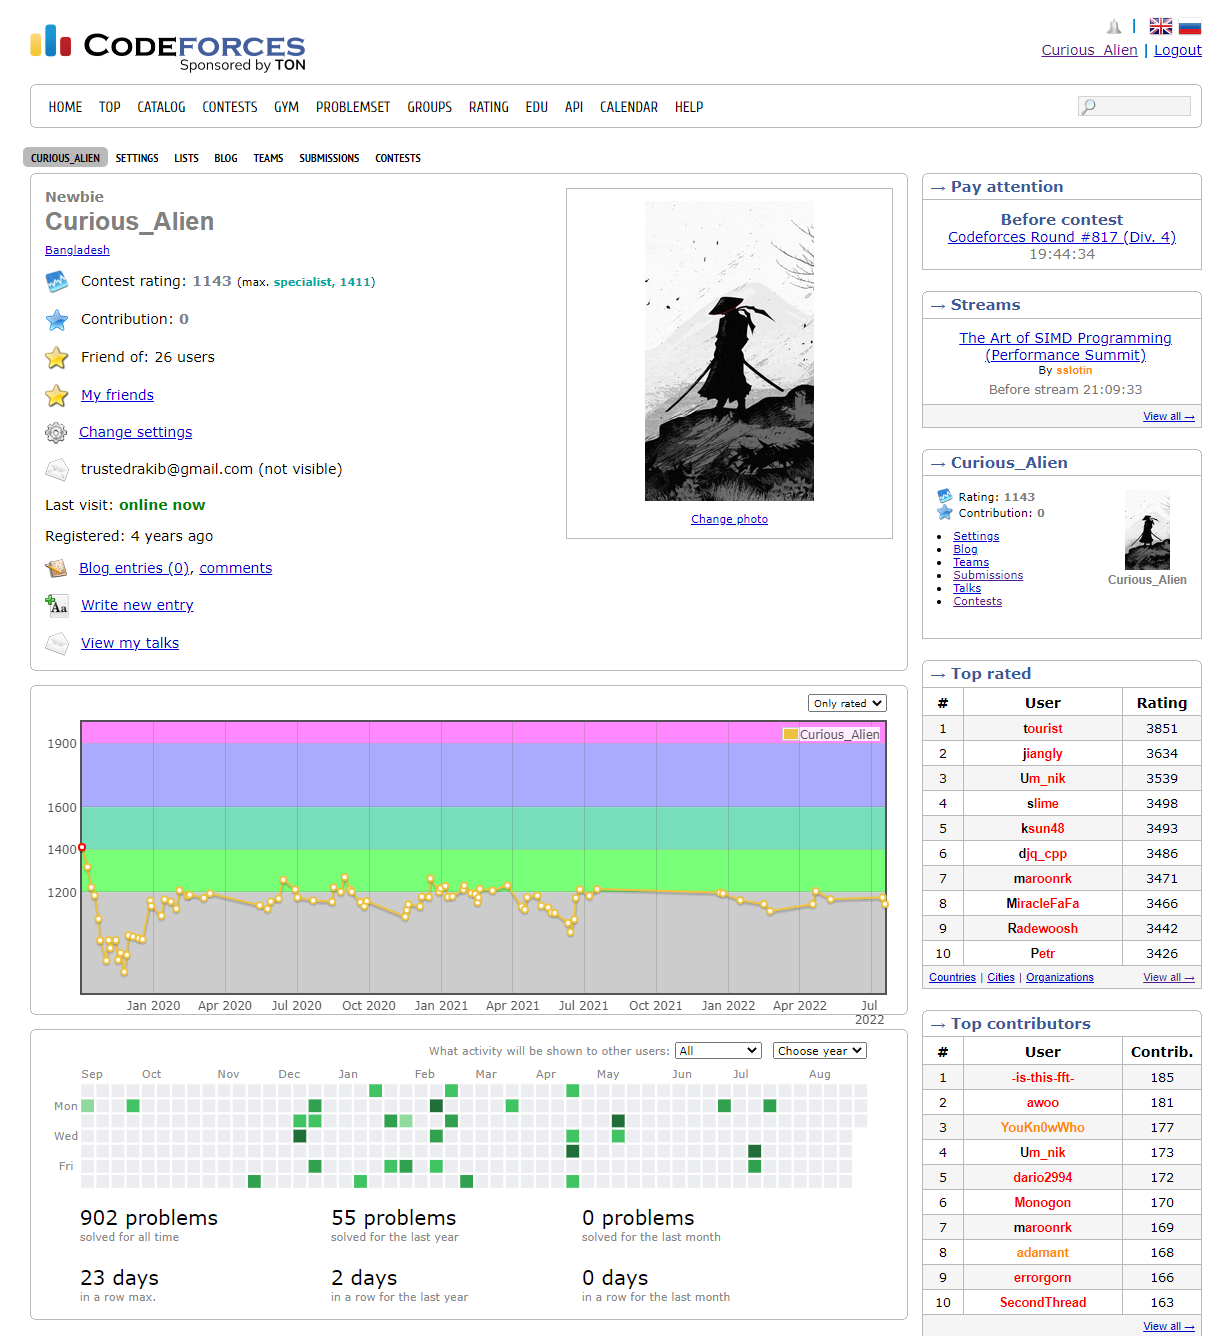 CODEFORCES
Sponsored by TON
|
Curious_Alien | Logout
HOME TOP CATALOG CONTESTS GYM PROBLEMSET GROUPS RATING EDU API CALENDAR HELP
CURIOUS_ALIEN SETTINGS LISTS BLOG TEAMS SUBMISSIONS CONTESTS
Newbie
Curious_Alien
Bangladesh
Contest rating: 1143 (max. specialist, 1411)
Contribution: 0
Friend of: 26 users
My friends
Change settings
trustedrakib@gmail.com (not visible)
Last visit: online now
Registered: 4 years ago
Blog entries (0), comments
Write new entry
View my talks
Change photo
Only rated
Curious_Alien
1900
1600
1400
1200
Jan 2020 Apr 2020 Jul 2020 Oct 2020 Jan 2021 Apr 2021 Jul 2021 Oct 2021 Jan 2022 Apr 2022 Jul 2022
What activity will be shown to other users: All Choose year
Sep Oct Nov Dec Jan Feb Mar Apr May Jun Jul Aug
Mon
Wed
Fri
902 problems 55 problems 0 problems
solved for all time solved for the last year solved for the last month
23 days 2 days 0 days
in a row max. in a row for the last year in a row for the last month
→ Pay attention
Before contest
Codeforces Round #817 (Div. 4)
19:44:34
→ Streams
The Art of SIMD Programming
(Performance Summit)
By sslotin
Before stream 21:09:33
View all →
→ Curious_Alien
Rating: 1143
Contribution: 0
Settings
Blog
Teams
Submissions
Talks
Contests
Curious_Alien
→ Top rated
# User Rating
1 tourist 3851
2 jiangly 3634
3 Um_nik 3539
4 slime 3498
5 ksun48 3493
6 djq_cpp 3486
7 maroonrk 3471
8 MiracleFaFa 3466
9 Radewoosh 3442
10 Petr 3426
Countries | Cities | Organizations View all →
→ Top contributors
# User Contrib.
1 -is-this-fft- 185
2 awoo 181
3 YouKn0wWho 177
4 Um_nik 173
5 dario2994 172
6 Monogon 170
7 maroonrk 169
8 adamant 168
9 errorgorn 166
10 SecondThread 163
View all →